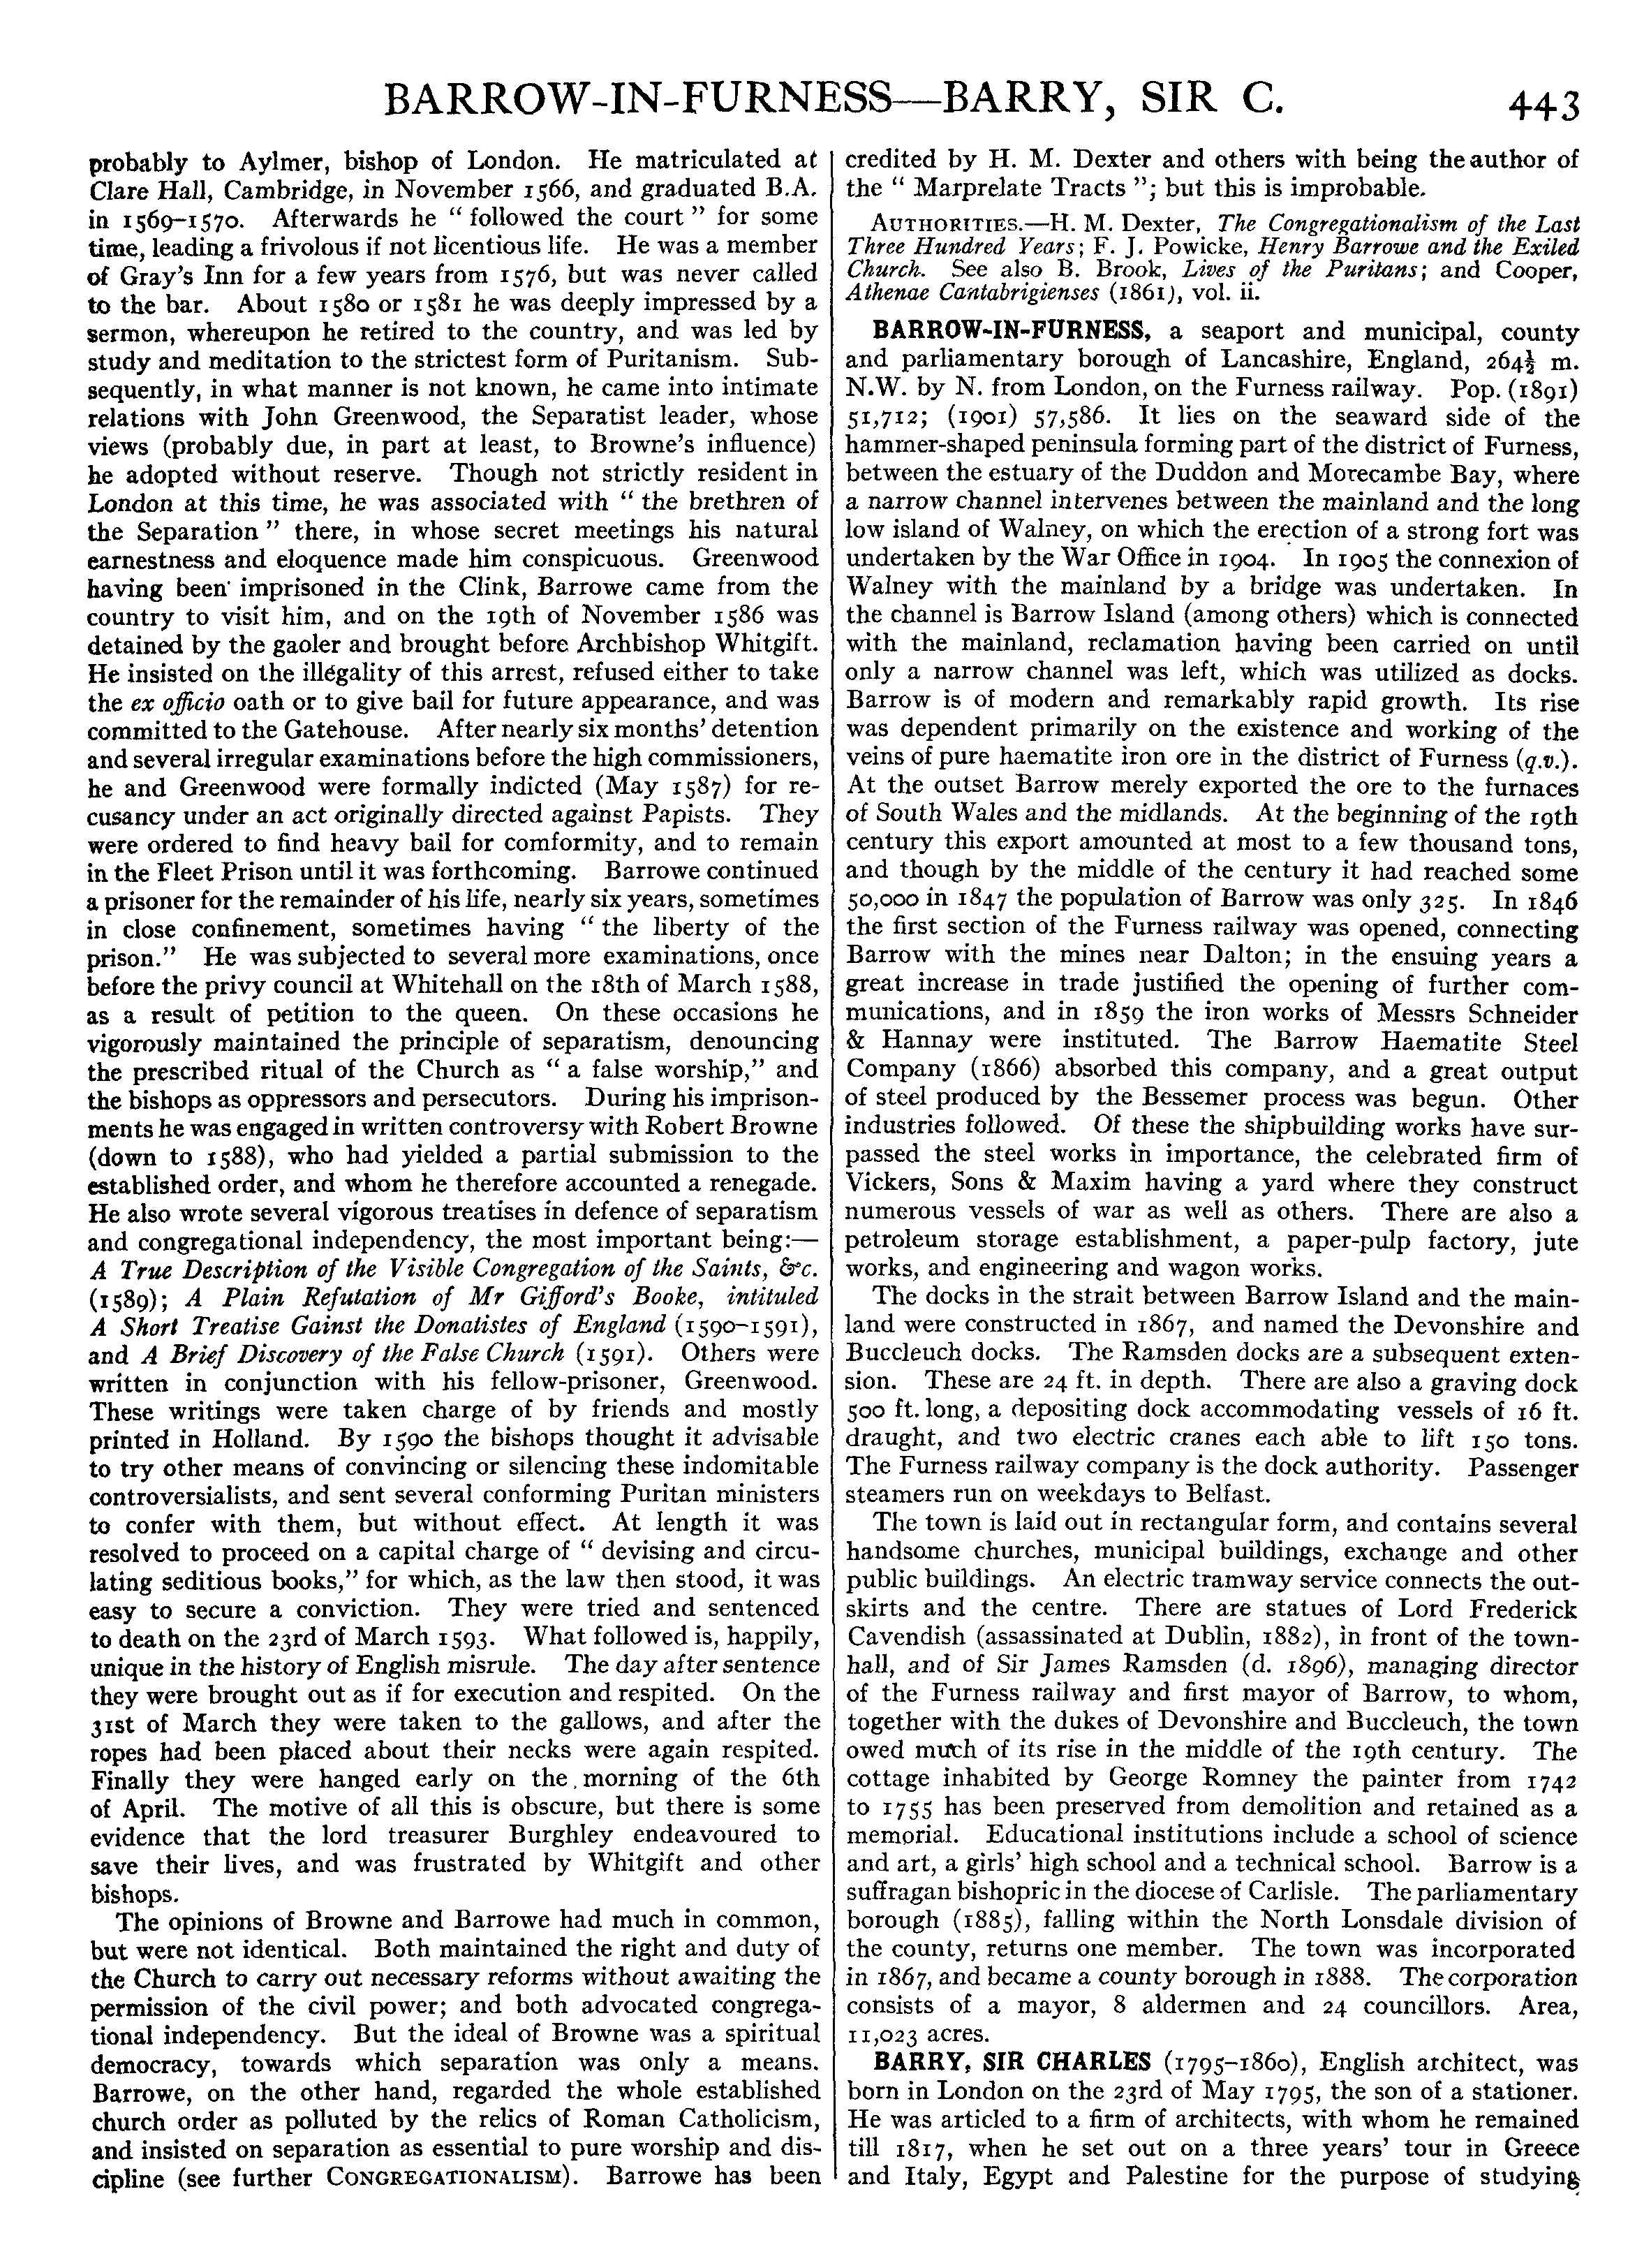 BARROW-IN-FURNESS—BARRY, SIR C. 443
probably to Aylmer, bishop of London. He matriculated at
Clare Hall, Cambridge, in November 1566, and graduated B.A.
in 1569–1570. Afterwards he “ followed the court ” for some
time, leading a frivolous if not licentious life. He was a member
of Gray’s Inn for a few years from 1576, but was never called
to the bar. About 1580 or 1581 he was deeply impressed by a
sermon, whereupon he retired to the country, and was led by
study and meditation to the strictest form of Puritanism. Sub-
sequently, in what manner is not known, he came into intimate
relations with John Greenwood, the Separatist leader, whose
views (probably due, in part at least, to Browne’s influence)
he adopted without reserve. Though not strictly resident in
London at this time, he was associated with “ the brethren of
the Separation ” there, in whose secret meetings his natural
earnestness and eloquence made him conspicuous. Greenwood
having been imprisoned in the Clink, Barrowe came from the
country to visit him, and on the 19th of November 1586 was
detained by the gaoler and brought before Archbishop Whitgift.
He insisted on the illegality of this arrest, refused either to take
the ex officio oath or to give bail for future appearance, and was
committed to the Gatehouse. After nearly six months’ detention
and several irregular examinations before the high commissioners,
he and Greenwood were formally indicted (May 1587) for re-
cusancy under an act originally directed against Papists. They
were ordered to find heavy bail for comformity, and to remain
in the Fleet Prison until it was forthcoming. Barrowe continued
a prisoner for the remainder of his life, nearly six years, sometimes
in close confinement, sometimes having “ the liberty of the
prison.” He was subjected to several more examinations, once
before the privy council at Whitehall on the 18th of March 1588,
as a result of petition to the queen. On these occasions he
vigorously maintained the principle of separatism, denouncing
the prescribed ritual of the Church as “ a false worship,” and
the bishops as oppressors and persecutors. During his imprison-
ments he was engaged in written controversy with Robert Browne
(down to 1588), who had yielded a partial submission to the
established order, and whom he therefore accounted a renegade.
He also wrote several vigorous treatises in defence of separatism
and congregational independency, the most important being:—
A True Description of the Visible Congregation of the Saints, &c.
(1589); A Plain Refutation of Mr Gifford’s Booke, intituled
A Short Treatise Gainst the Donatistes of England (1590–1591),
and A Brief Discovery of the False Church (1591). Others were
written in conjunction with his fellow-prisoner, Greenwood.
These writings were taken charge of by friends and mostly
printed in Holland. By 1590 the bishops thought it advisable
to try other means of convincing or silencing these indomitable
controversialists, and sent several conforming Puritan ministers
to confer with them, but without effect. At length it was
resolved to proceed on a capital charge of “ devising and circu-
lating seditious books,” for which, as the law then stood, it was
easy to secure a conviction. They were tried and sentenced
to death on the 23rd of March 1593. What followed is, happily,
unique in the history of English misrule. The day after sentence
they were brought out as if for execution and respited. On the
31st of March they were taken to the gallows, and after the
ropes had been placed about their necks were again respited.
Finally they were hanged early on the morning of the 6th
of April. The motive of all this is obscure, but there is some
evidence that the lord treasurer Burghley endeavoured to
save their lives, and was frustrated by Whitgift and other
bishops.
The opinions of Browne and Barrowe had much in common,
but were not identical. Both maintained the right and duty of
the Church to carry out necessary reforms without awaiting the
permission of the civil power; and both advocated congrega-
tional independency. But the ideal of Browne was a spiritual
democracy, towards which separation was only a means.
Barrowe, on the other hand, regarded the whole established
church order as polluted by the relics of Roman Catholicism,
and insisted on separation as essential to pure worship and dis-
cipline (see further CONGREGATIONALISM). Barrowe has been
credited by H. M. Dexter and others with being the author of
the “ Marprelate Tracts ”; but this is improbable.
AUTHORITIES.—H. M. Dexter, The Congregationalism of the Last
Three Hundred Years; F. J. Powicke, Henry Barrowe and the Exiled
Church. See also B. Brook, Lives of the Puritans; and Cooper,
Athenae Cantabrigienses (1861), vol. ii.
BARROW-IN-FURNESS, a seaport and municipal, county
and parliamentary borough of Lancashire, England, 264½ m.
N.W. by N. from London, on the Furness railway. Pop. (1891)
51,712; (1901) 57,586. It lies on the seaward side of the
hammer-shaped peninsula forming part of the district of Furness,
between the estuary of the Duddon and Morecambe Bay, where
a narrow channel intervenes between the mainland and the long
low island of Walney, on which the erection of a strong fort was
undertaken by the War Office in 1904. In 1905 the connexion of
Walney with the mainland by a bridge was undertaken. In
the channel is Barrow Island (among others) which is connected
with the mainland, reclamation having been carried on until
only a narrow channel was left, which was utilized as docks.
Barrow is of modern and remarkably rapid growth. Its rise
was dependent primarily on the existence and working of the
veins of pure haematite iron ore in the district of Furness (q.v.).
At the outset Barrow merely exported the ore to the furnaces
of South Wales and the midlands. At the beginning of the 19th
century this export amounted at most to a few thousand tons,
and though by the middle of the century it had reached some
50,000 in 1847 the population of Barrow was only 325. In 1846
the first section of the Furness railway was opened, connecting
Barrow with the mines near Dalton; in the ensuing years a
great increase in trade justified the opening of further com-
munications, and in 1859 the iron works of Messrs Schneider
& Hannay were instituted. The Barrow Haematite Steel
Company (1866) absorbed this company, and a great output
of steel produced by the Bessemer process was begun. Other
industries followed. Of these the shipbuilding works have sur-
passed the steel works in importance, the celebrated firm of
Vickers, Sons & Maxim having a yard where they construct
numerous vessels of war as well as others. There are also a
petroleum storage establishment, a paper-pulp factory, jute
works, and engineering and wagon works.
The docks in the strait between Barrow Island and the main-
land were constructed in 1867, and named the Devonshire and
Buccleuch docks. The Ramsden docks are a subsequent exten-
sion. These are 24 ft. in depth. There are also a graving dock
500 ft. long, a depositing dock accommodating vessels of 16 ft.
draught, and two electric cranes each able to lift 150 tons.
The Furness railway company is the dock authority. Passenger
steamers run on weekdays to Belfast.
The town is laid out in rectangular form, and contains several
handsome churches, municipal buildings, exchange and other
public buildings. An electric tramway service connects the out-
skirts and the centre. There are statues of Lord Frederick
Cavendish (assassinated at Dublin, 1882), in front of the town-
hall, and of Sir James Ramsden (d. 1896), managing director
of the Furness railway and first mayor of Barrow, to whom,
together with the dukes of Devonshire and Buccleuch, the town
owed much of its rise in the middle of the 19th century. The
cottage inhabited by George Romney the painter from 1742
to 1755 has been preserved from demolition and retained as a
memorial. Educational institutions include a school of science
and art, a girls’ high school and a technical school. Barrow is a
suffragan bishopric in the diocese of Carlisle. The parliamentary
borough (1885), falling within the North Lonsdale division of
the county, returns one member. The town was incorporated
in 1867, and became a county borough in 1888. The corporation
consists of a mayor, 8 aldermen and 24 councillors. Area,
11,023 acres.
BARRY, SIR CHARLES (1795–1860), English architect, was
born in London on the 23rd of May 1795, the son of a stationer.
He was articled to a firm of architects, with whom he remained
till 1817, when he set out on a three years’ tour in Greece
and Italy, Egypt and Palestine for the purpose of studying